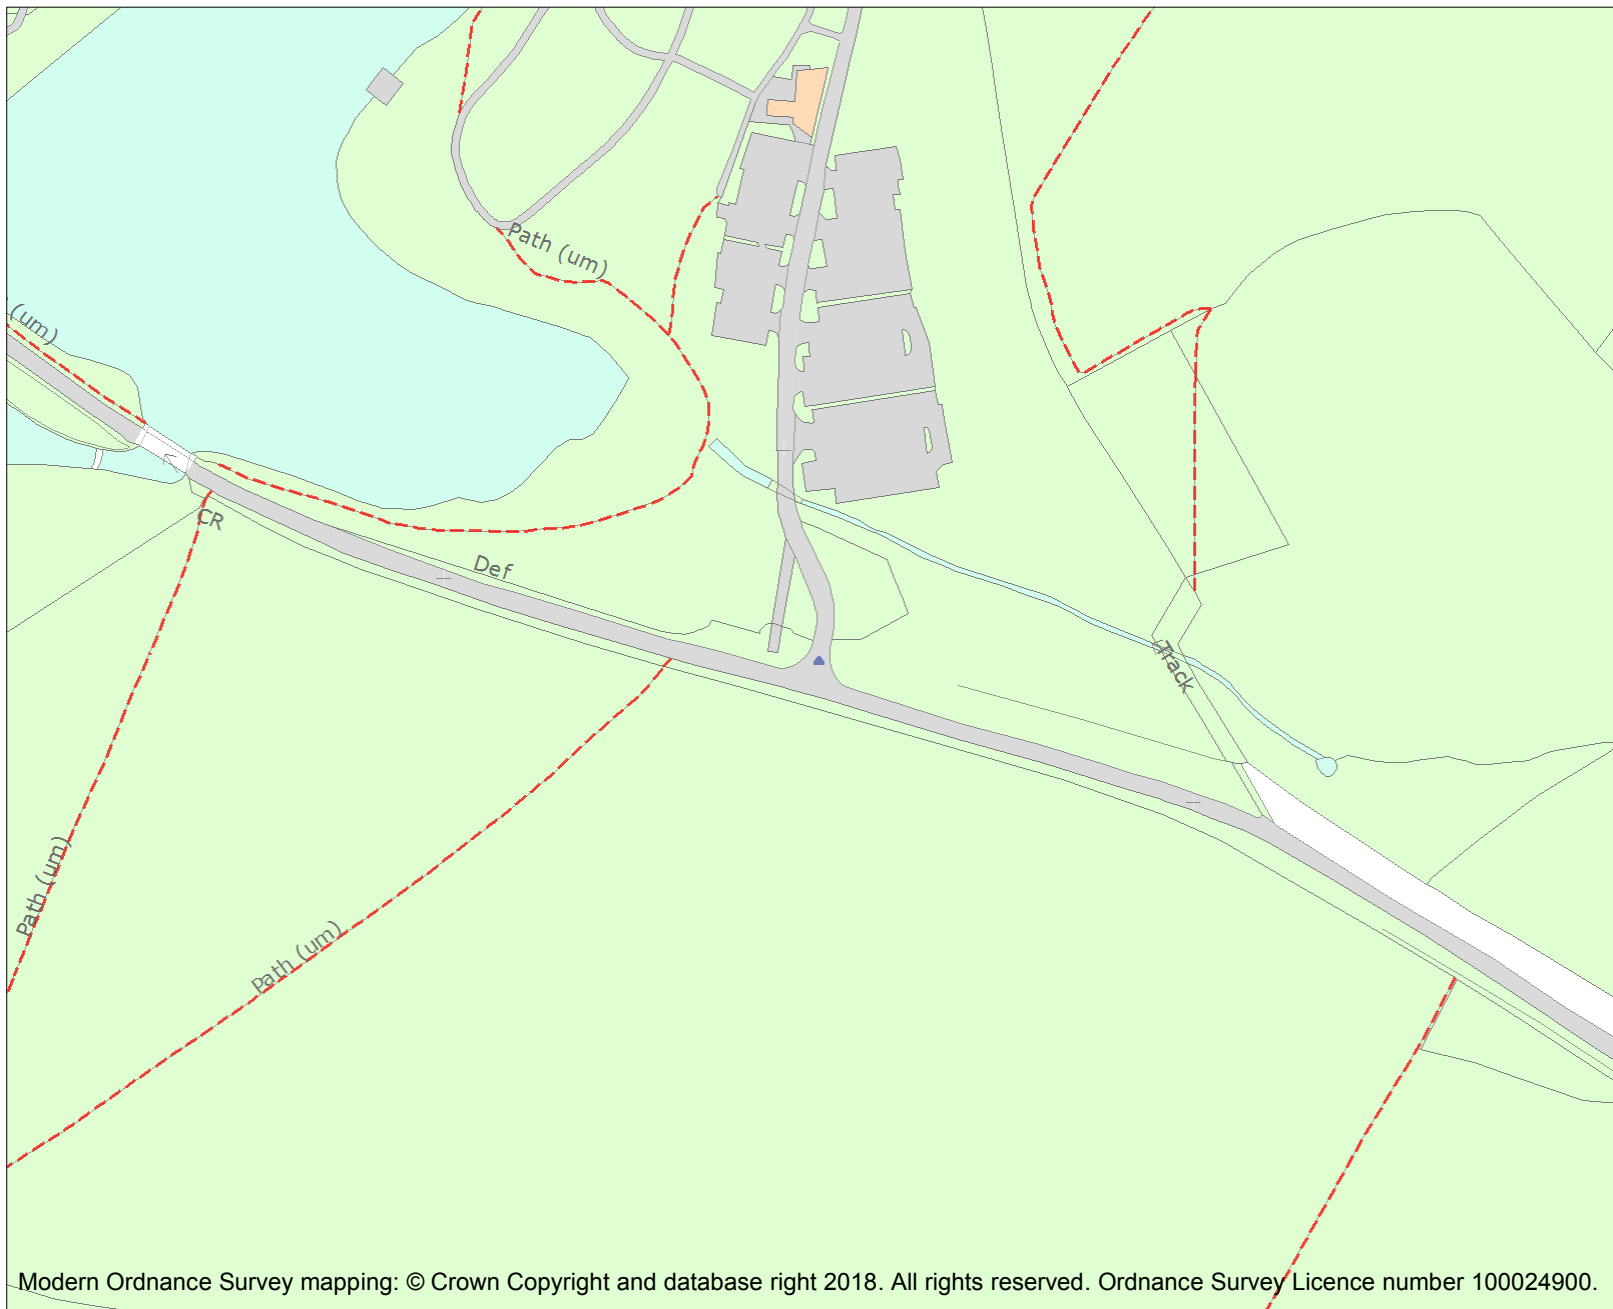 Path (um)
(um)
CR
Def
Track
Path (um)
Path (um)
Modern Ordnance Survey mapping: © Crown Copyright and database right 2018. All rights reserved. Ordnance Survey Licence number 100024900.